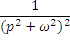 1
(p² + ω²)²